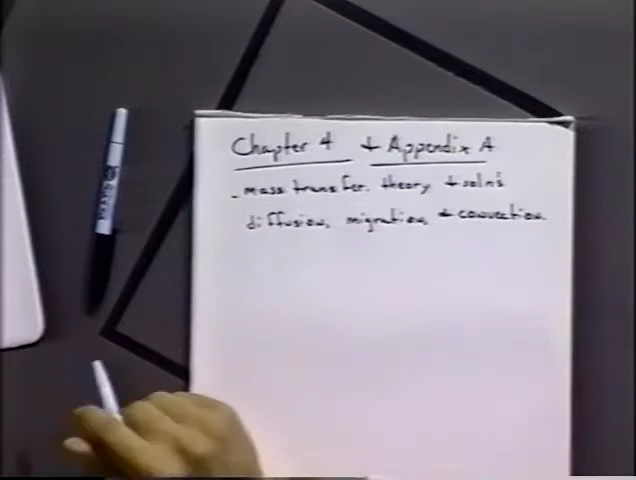 Chapter 4 + Appendix A
- mass transfer. theory + soln's
diffusion, migration, + convection.